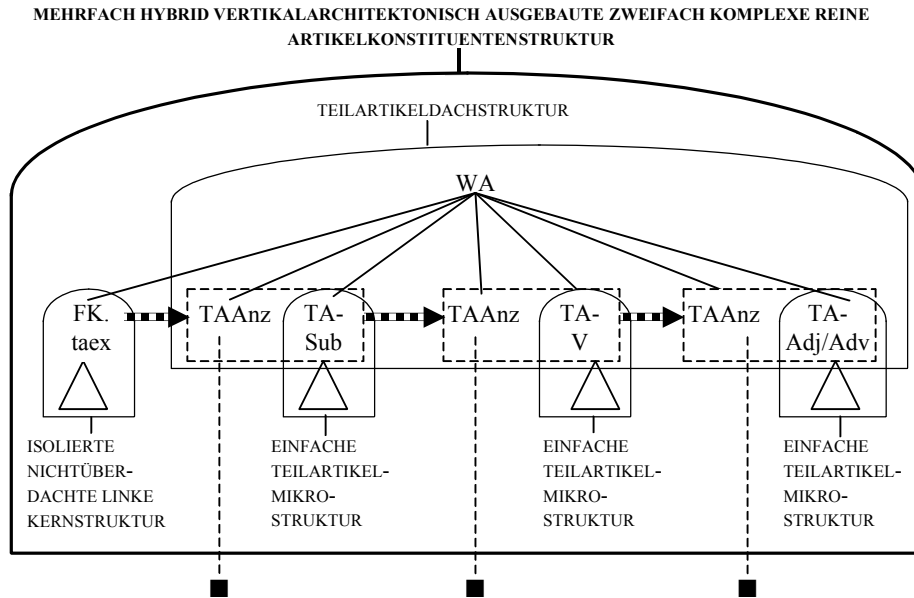 MEHRFACH HYBRID VERTIKALARCHITEKTONISCH AUSGEBAUTE ZWEIFACH KOMPLEXE REINE
ARTIKELKONSTITUENTENSTRUKTUR
TEILARTIKELDACHSTRUKTUR
WA
FK.
taex
TAAnz
TA-
Sub
TAAnz
TA-
V
TAAnz
TA-
Adj/Adv
ISOLIERTE
NICHTÜBER-
DACHTE LINKE
KERNSTRUKTUR
EINFACHE
TEILARTIKEL-
MIKRO-
STRUKTUR
EINFACHE
TEILARTIKEL-
MIKRO-
STRUKTUR
EINFACHE
TEILARTIKEL-
MIKRO-
STRUKTUR